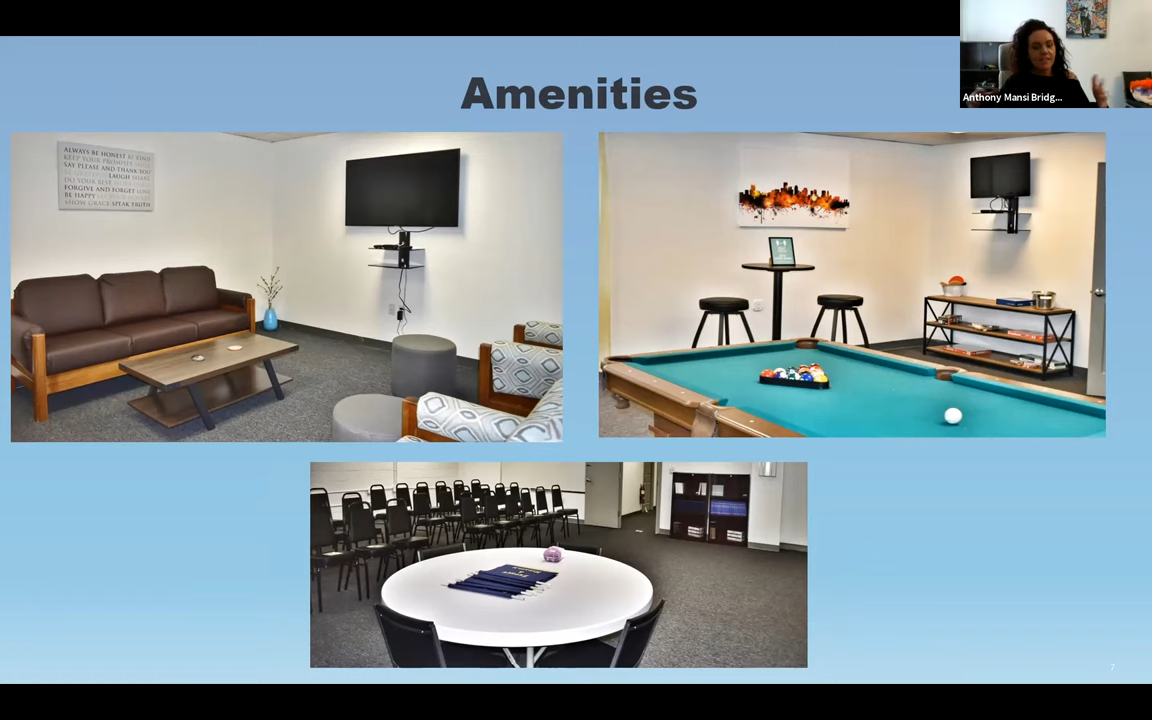 Amenities
Anthony Mansi Bridg...
ALWAYS BE HONEST BE KIND
KEEP YOUR PROMISES
SAY PLEASE AND THANK YOU
LAUGH SHARE
DO YOUR BEST
FORGIVE AND FORGET LOVE
BE HAPPY
SHOW GRACE SPEAK TRUTH
7